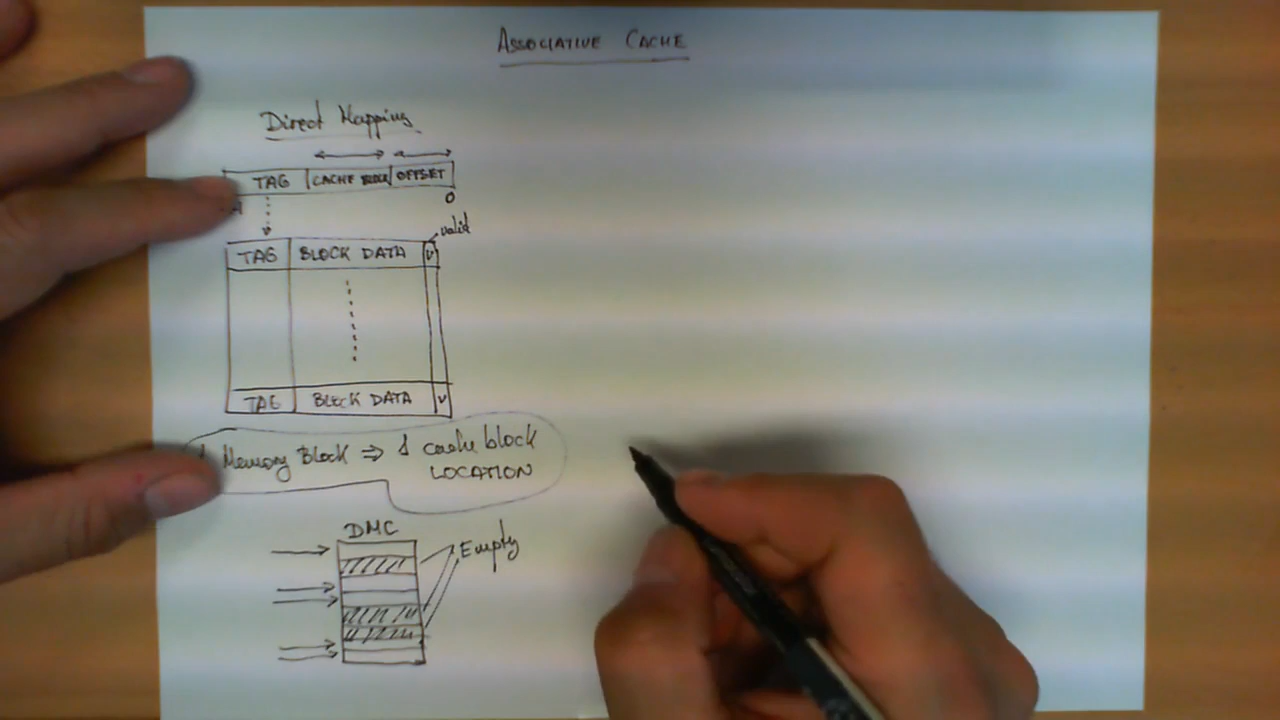 ASSOCIATIVE CACHE
Direct Mapping
TAG CACHE BLOCK OFFSET
0
valid
TAG BLOCK DATA V
TAG BLOCK DATA V
Memory Block ⇒ 1 cache block
LOCATION
DMC
Empty